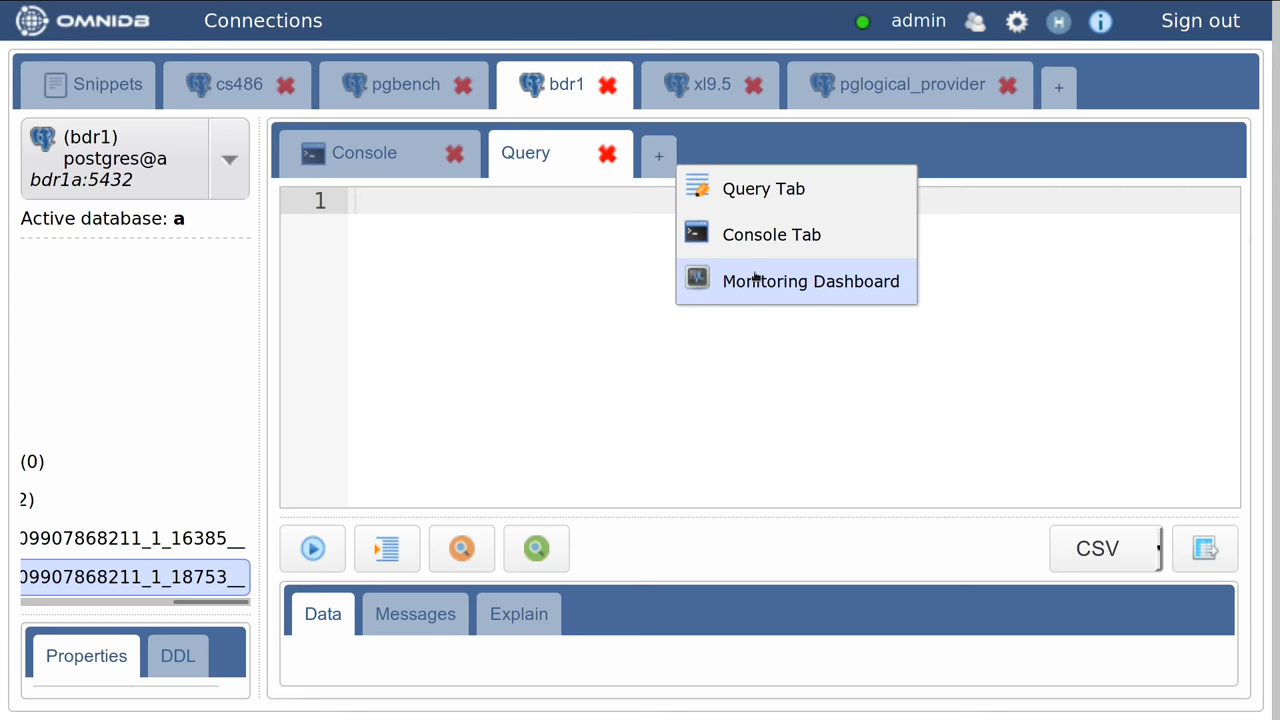 OMNIDB Connections admin H i Sign out
Snippets cs486 pgbench bdr1 xl9.5 pglogical_provider +
(bdr1)
postgres@a
bdr1a:5432
Active database: a
(0)
2)
09907868211_1_16385__
09907868211_1_18753__
Properties DDL
Console Query +
1
Query Tab
Console Tab
Monitoring Dashboard
CSV
Data Messages Explain